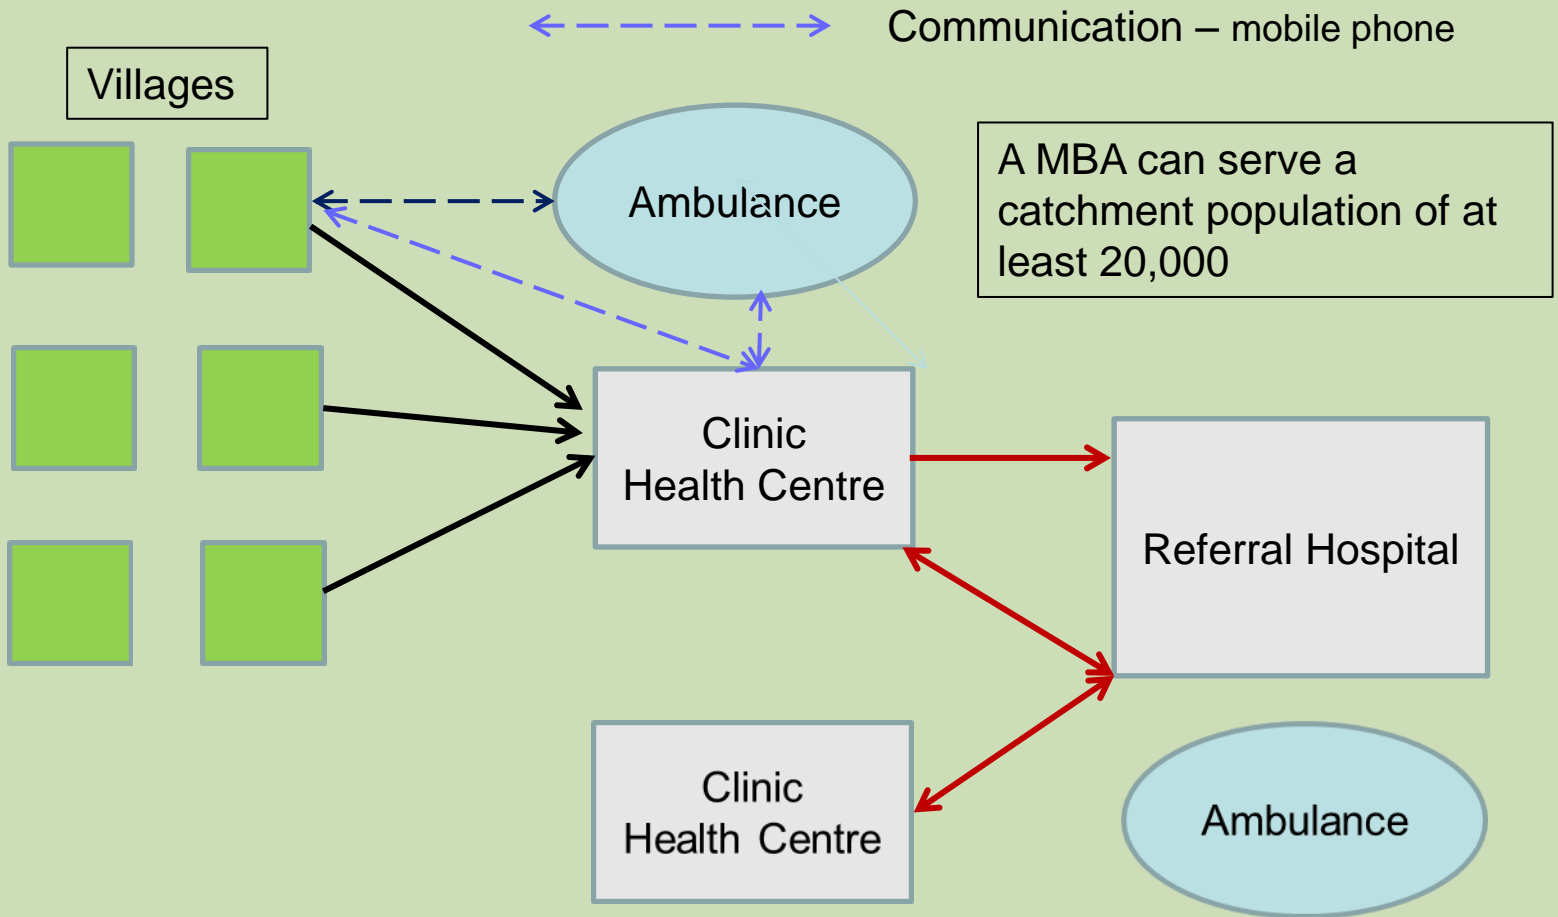 Communication – mobile phone
Villages
Ambulance
A MBA can serve a
catchment population of at
least 20,000
Clinic
Health Centre
Referral Hospital
Clinic
Health Centre
Ambulance